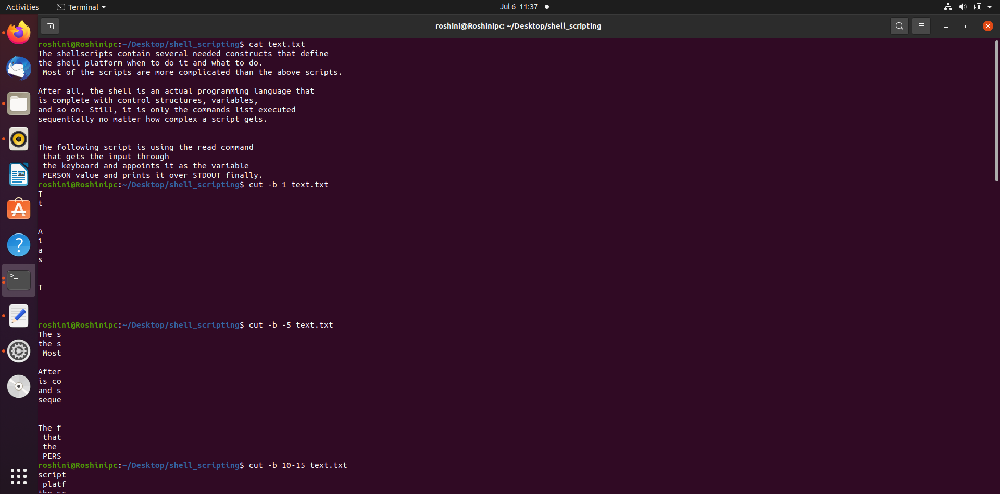 Activities
Terminal
Jul 6 11:37
roshini@Roshinipc: ~/Desktop/shell_scripting
roshini@Roshinipc:~/Desktop/shell_scripting$ cat text.txt
The shellscripts contain several needed constructs that define
the shell platform when to do it and what to do.
 Most of the scripts are more complicated than the above scripts.

After all, the shell is an actual programming language that
is complete with control structures, variables,
and so on. Still, it is only the commands list executed
sequentially no matter how complex a script gets.


The following script is using the read command
 that gets the input through
 the keyboard and appoints it as the variable
 PERSON value and prints it over STDOUT finally.
roshini@Roshinipc:~/Desktop/shell_scripting$ cut -b 1 text.txt
T
t


A
i
a
s


T



roshini@Roshinipc:~/Desktop/shell_scripting$ cut -b -5 text.txt
The s
the s
 Most

After
is co
and s
seque


The f
 that
 the
 PERS
roshini@Roshinipc:~/Desktop/shell_scripting$ cut -b 10-15 text.txt
script
 platf
the sc